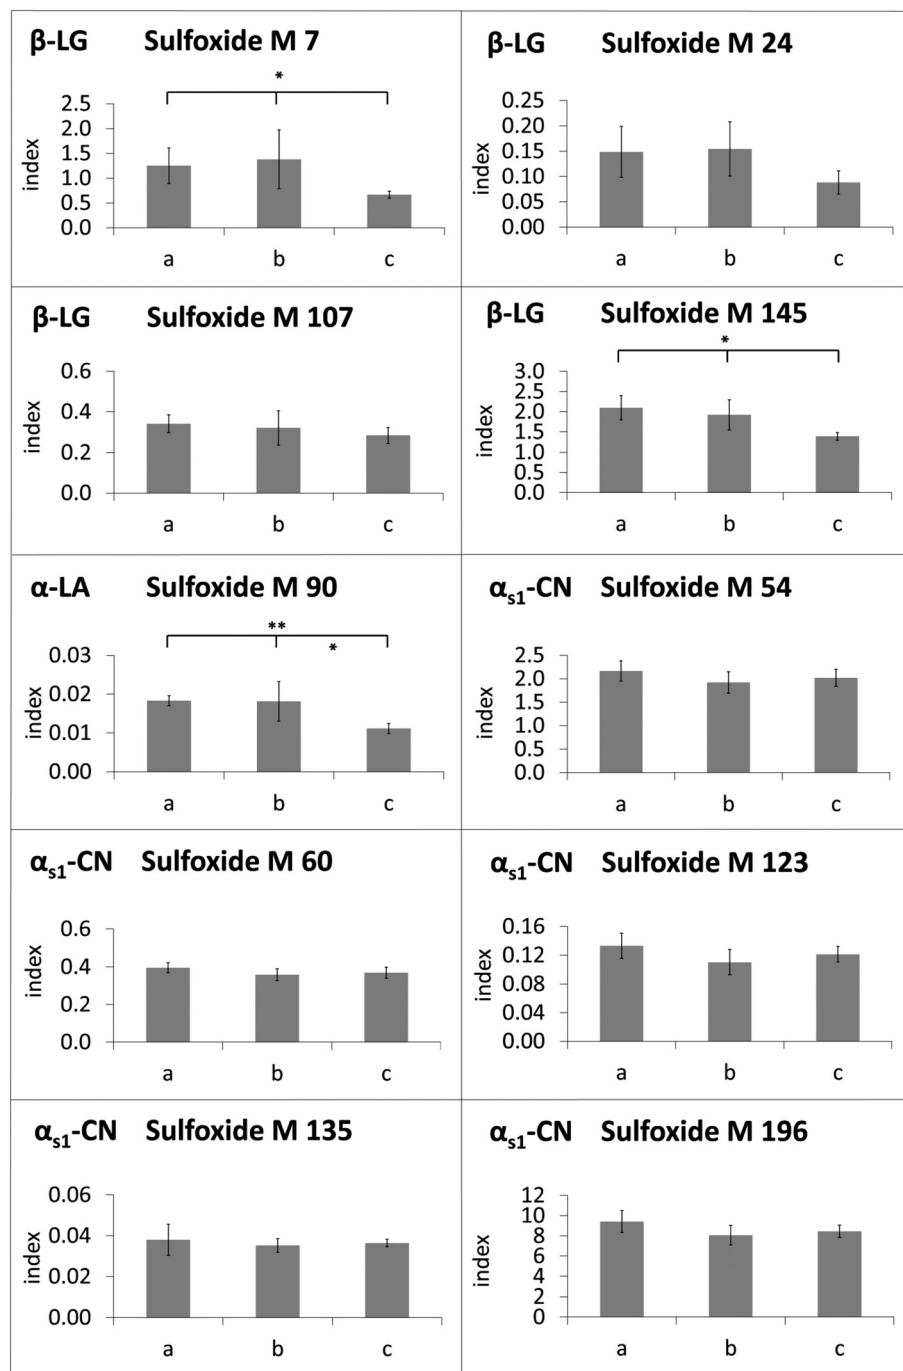 β-LG Sulfoxide M 7
*
index
2.5
2.0
1.5
1.0
0.5
0.0
a b c
β-LG Sulfoxide M 24
index
0.25
0.20
0.15
0.10
0.05
0.00
a b c
β-LG Sulfoxide M 107
index
0.6
0.4
0.2
0.0
a b c
β-LG Sulfoxide M 145
*
index
3.0
2.5
2.0
1.5
1.0
0.5
0.0
a b c
α-LA Sulfoxide M 90
**
*
index
0.03
0.02
0.01
0.00
a b c
αs1-CN Sulfoxide M 54
index
2.5
2.0
1.5
1.0
0.5
0.0
a b c
αs1-CN Sulfoxide M 60
index
0.6
0.4
0.2
0.0
a b c
αs1-CN Sulfoxide M 123
index
0.16
0.12
0.08
0.04
0.00
a b c
αs1-CN Sulfoxide M 135
index
0.06
0.04
0.02
0.00
a b c
αs1-CN Sulfoxide M 196
index
12
10
8
6
4
2
0
a b c